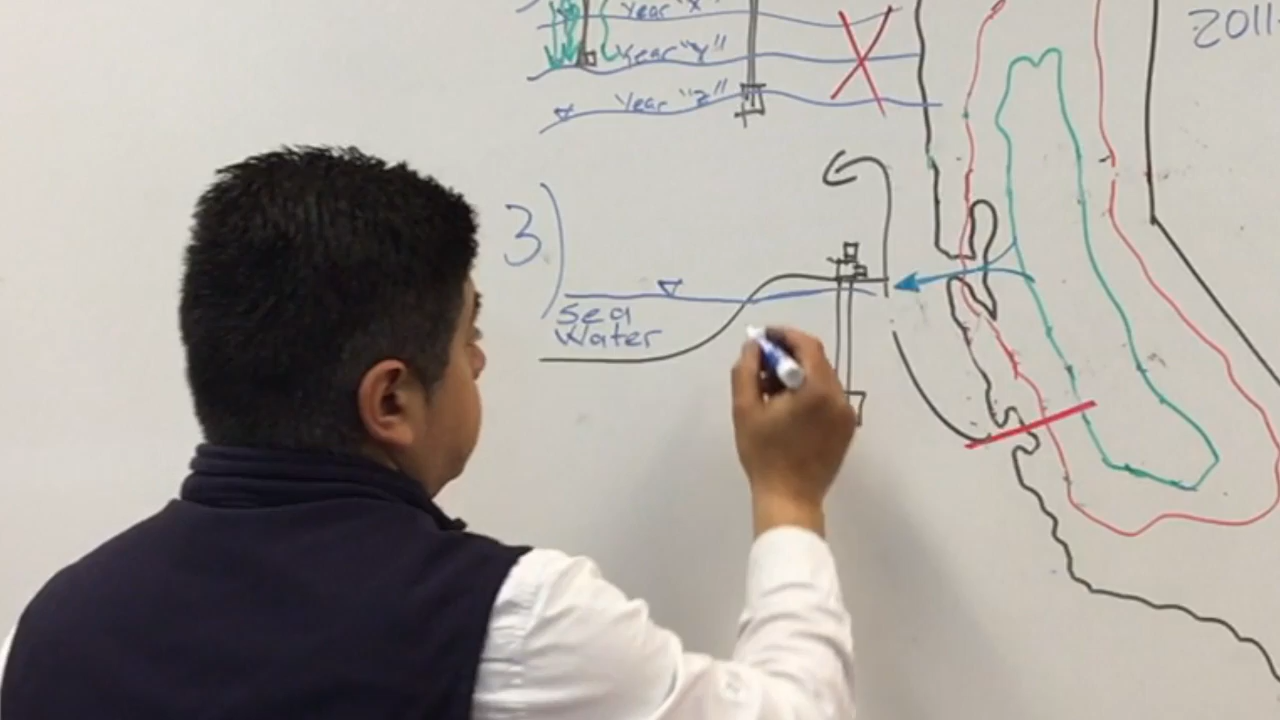 Year "X"
Year "Y"
Year "Z"
2011-
3)
Sea
Water